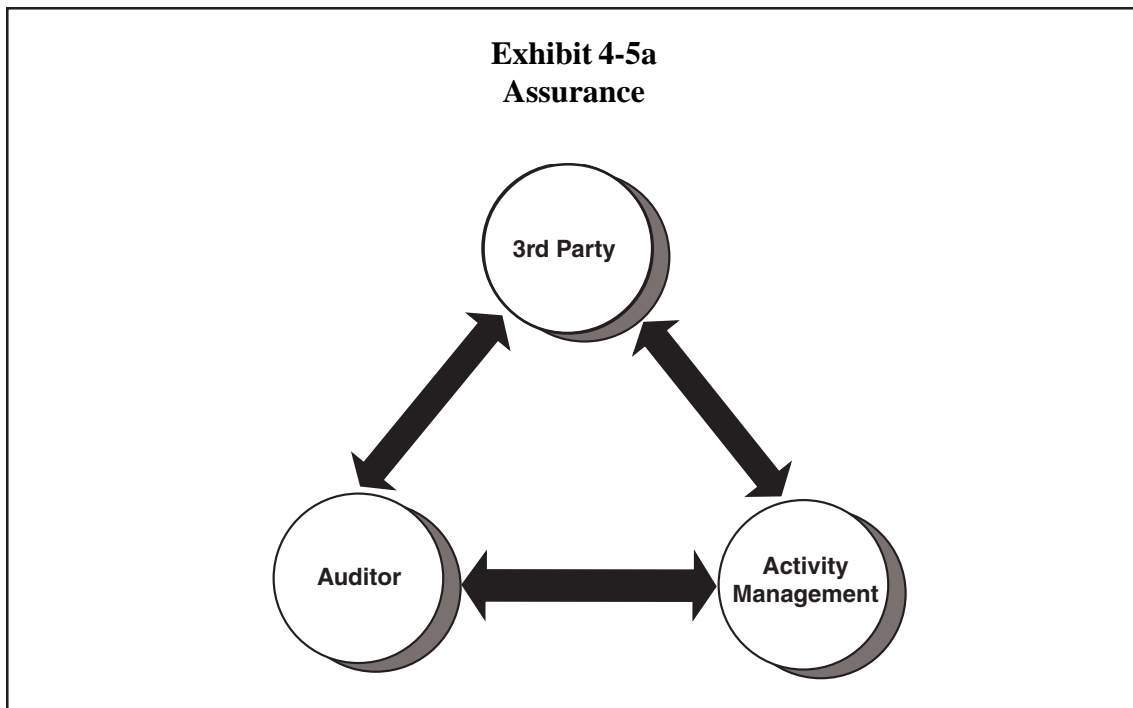 Exhibit 4-5a
Assurance
3rd Party
Auditor
Activity
Management